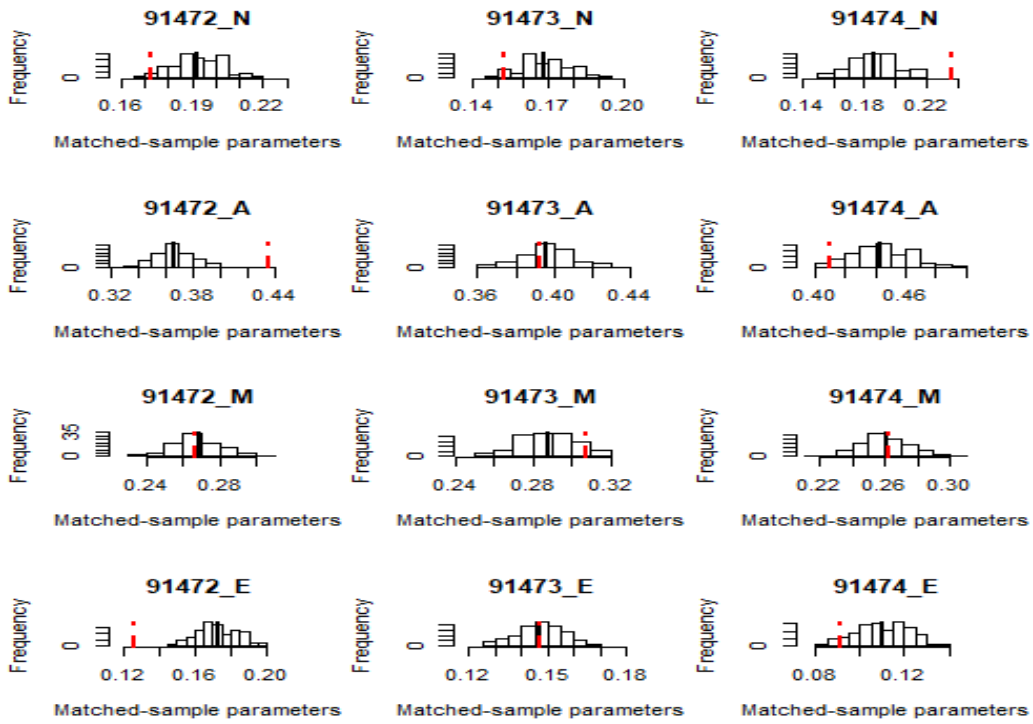 91472_N 91473_N 91474_N
Frequency 0 Frequency 0 Frequency 0
0.16 0.19 0.22 0.14 0.17 0.20 0.14 0.18 0.22
Matched-sample parameters Matched-sample parameters Matched-sample parameters
91472_A 91473_A 91474_A
Frequency 0 Frequency 0 Frequency 0
0.32 0.38 0.44 0.36 0.40 0.44 0.40 0.46
Matched-sample parameters Matched-sample parameters Matched-sample parameters
91472_M 91473_M 91474_M
Frequency 0 35 Frequency 0 Frequency 0
0.24 0.28 0.24 0.28 0.32 0.22 0.26 0.30
Matched-sample parameters Matched-sample parameters Matched-sample parameters
91472_E 91473_E 91474_E
Frequency 0 Frequency 0 Frequency 0
0.12 0.16 0.20 0.12 0.15 0.18 0.08 0.12
Matched-sample parameters Matched-sample parameters Matched-sample parameters